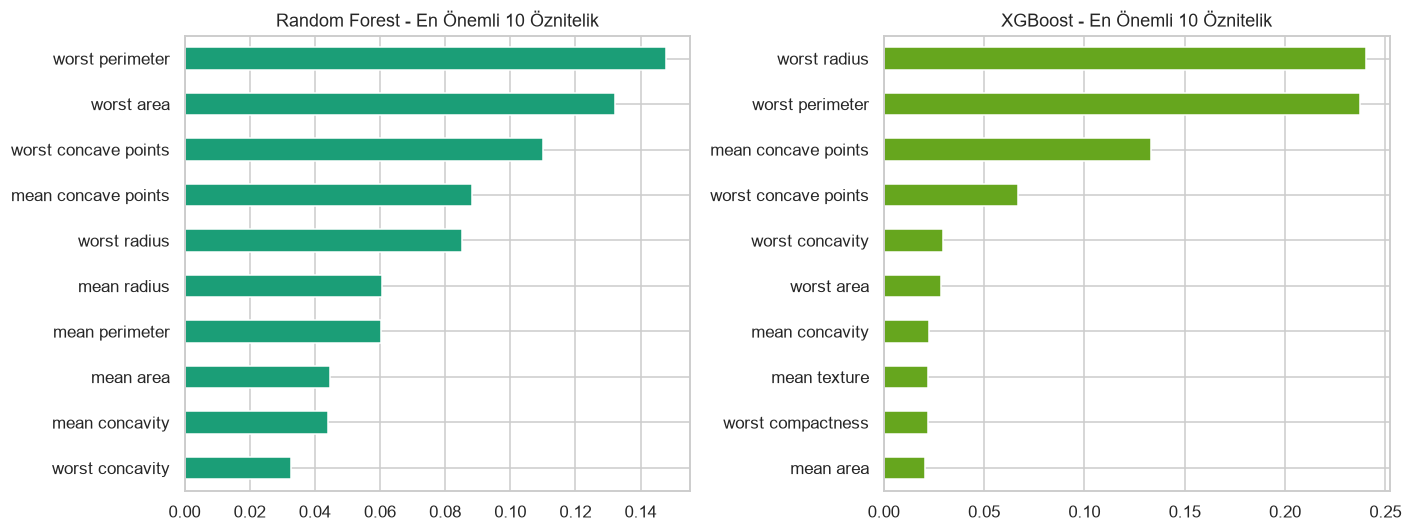 Random Forest - En Önemli 10 Öznitelik
worst perimeter
worst area
worst concave points
mean concave points
worst radius
mean radius
mean perimeter
mean area
mean concavity
worst concavity
0.00 0.02 0.04 0.06 0.08 0.10 0.12 0.14
XGBoost - En Önemli 10 Öznitelik
worst radius
worst perimeter
mean concave points
worst concave points
worst concavity
worst area
mean concavity
mean texture
worst compactness
mean area
0.00 0.05 0.10 0.15 0.20 0.25